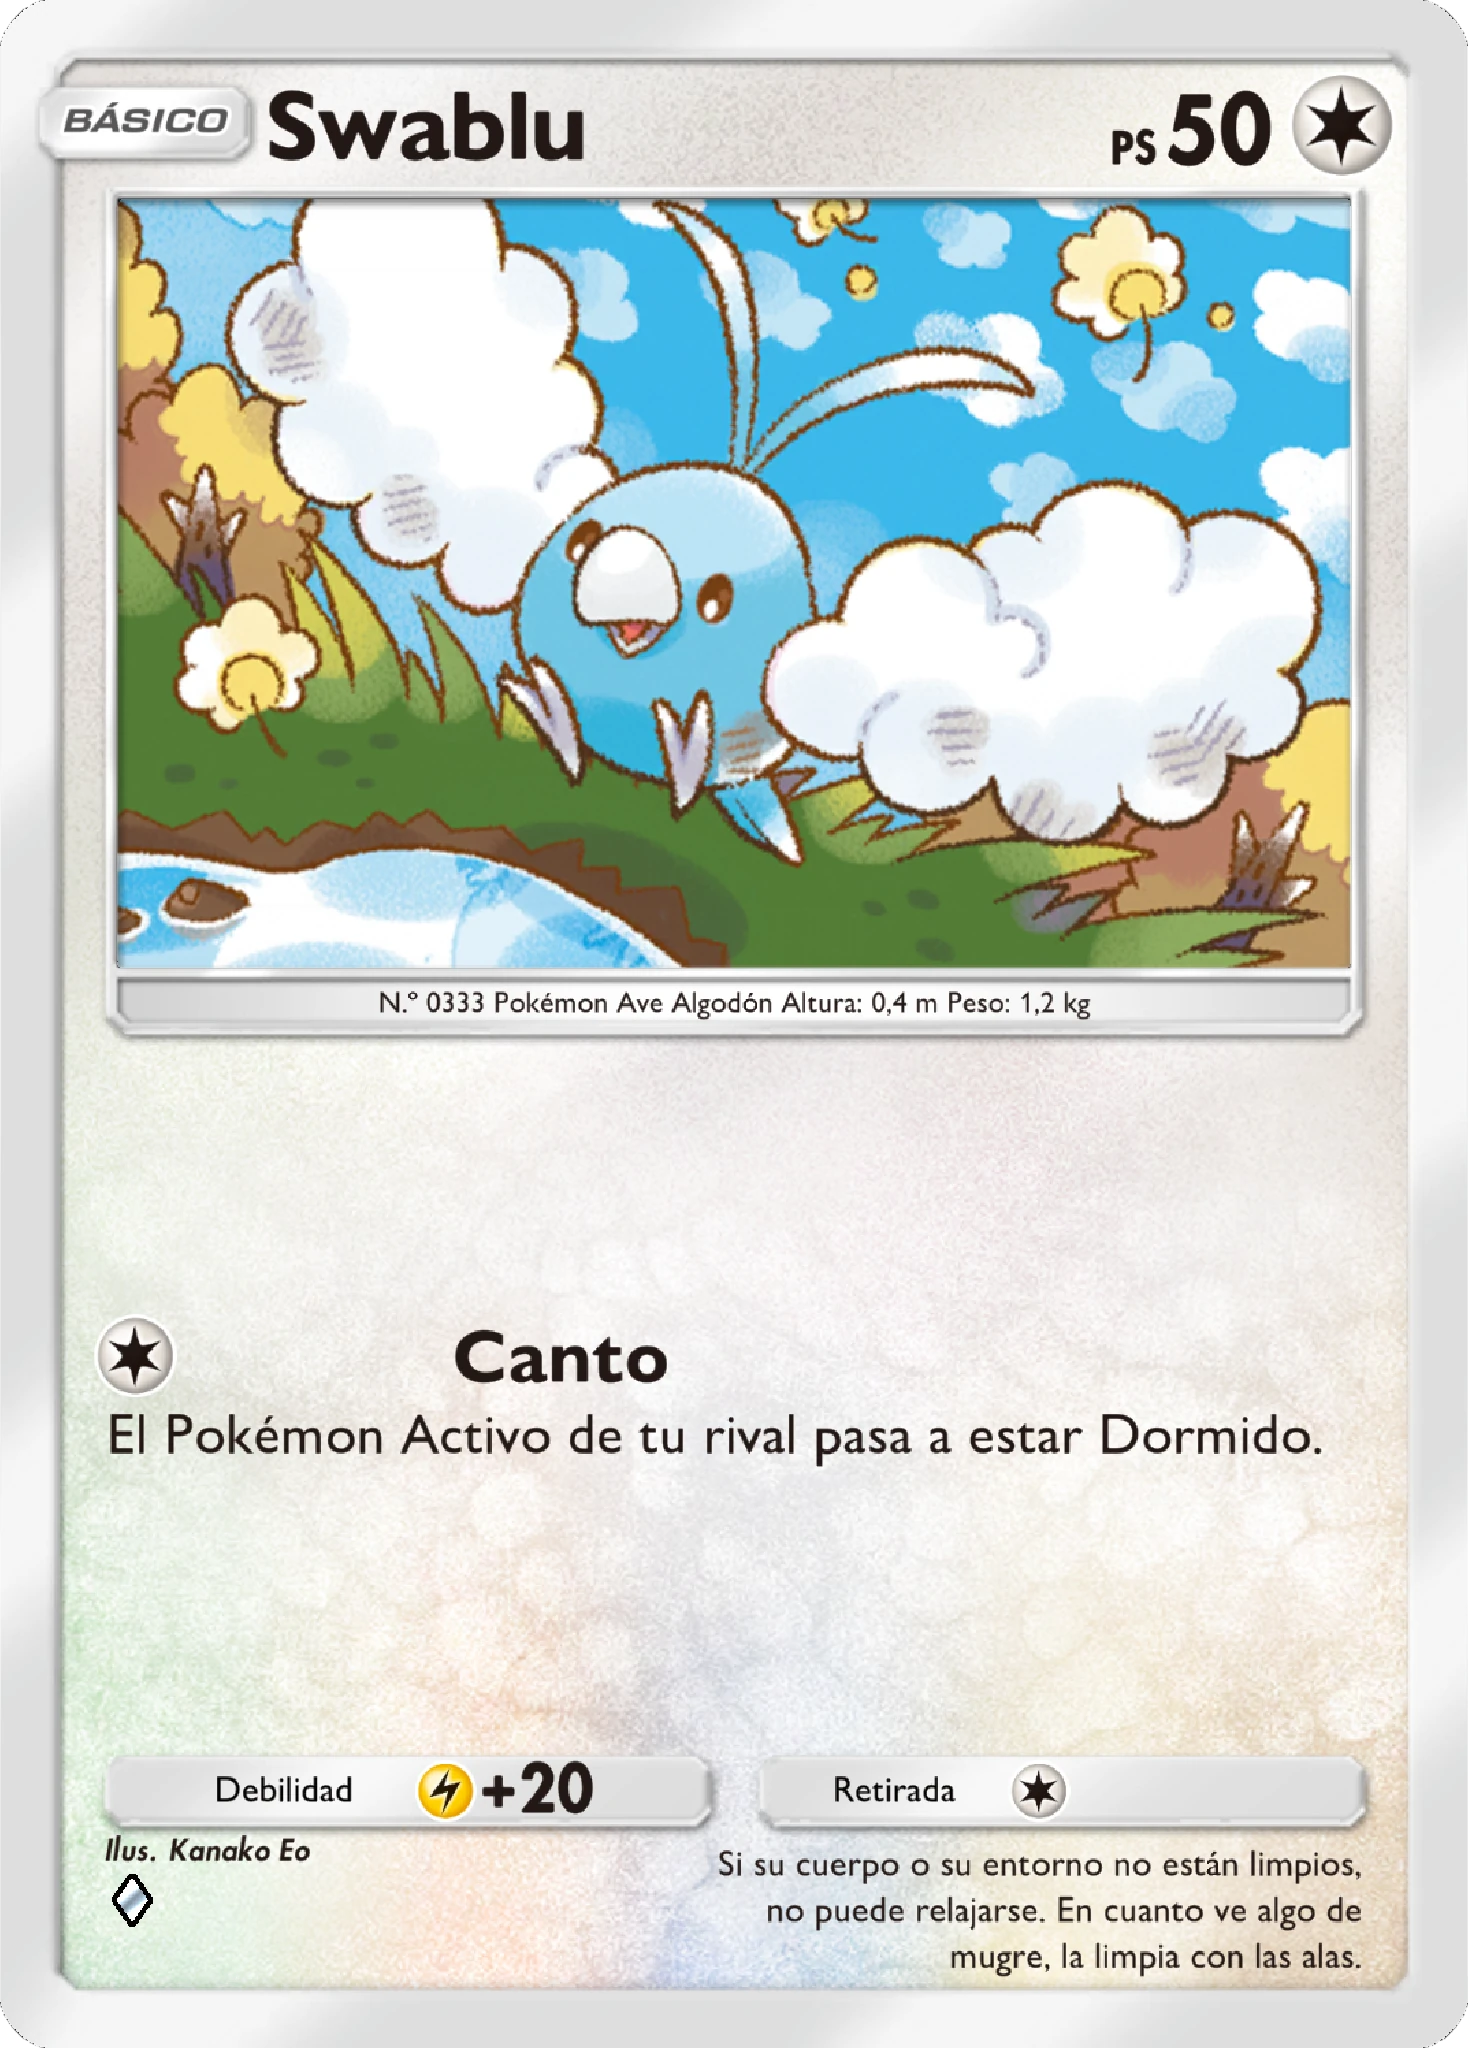 BÁSICO Swablu PS 50
N.º 0333 Pokémon Ave Algodón Altura: 0,4 m Peso: 1,2 kg
Canto
El Pokémon Activo de tu rival pasa a estar Dormido.
Debilidad +20 Retirada
Ilus. Kanako Eo
Si su cuerpo o su entorno no están limpios,
no puede relajarse. En cuanto ve algo de
mugre, la limpia con las alas.